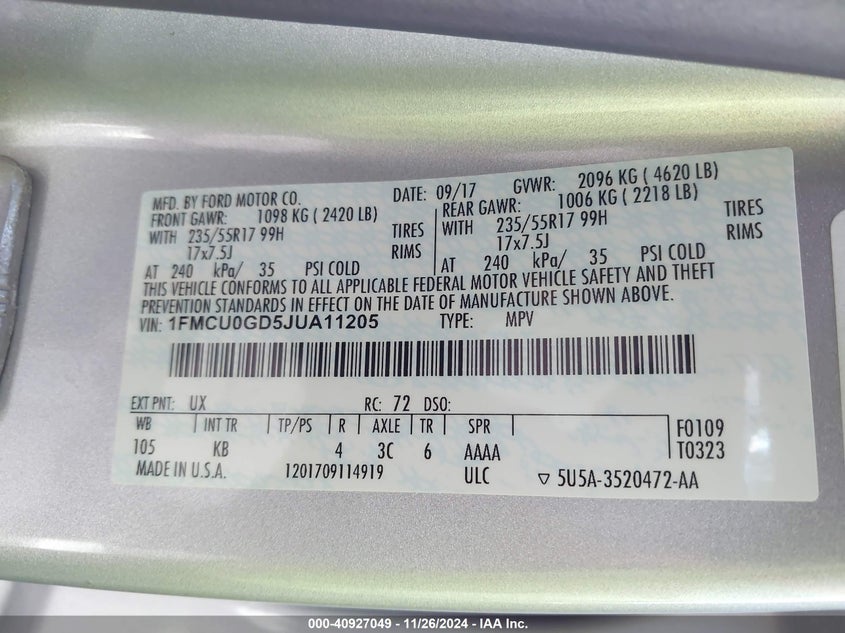 MFD. BY FORD MOTOR CO. DATE: 09/17 GVWR: 2096 KG ( 4620 LB)
FRONT GAWR: 1098 KG ( 2420 LB) REAR GAWR: 1006 KG ( 2218 LB)
WITH 235/55R17 99H TIRES WITH 235/55R17 99H TIRES
17x7.5J RIMS 17x7.5J RIMS
AT 240 kPa/ 35 PSI COLD AT 240 kPa/ 35 PSI COLD
THIS VEHICLE CONFORMS TO ALL APPLICABLE FEDERAL MOTOR VEHICLE SAFETY AND THEFT
PREVENTION STANDARDS IN EFFECT ON THE DATE OF MANUFACTURE SHOWN ABOVE.
VIN: 1FMCU0GD5JUA11205 TYPE: MPV
EXT PNT: UX RC: 72 DSO:
WB INT TR TP/PS R AXLE TR SPR F0109
105 KB 4 3C 6 AAAA T0323
MADE IN U.S.A. 1201709114919 ULC ▽ 5U5A-3520472-AA
000-40927049 - 11/26/2024 - IAA Inc.